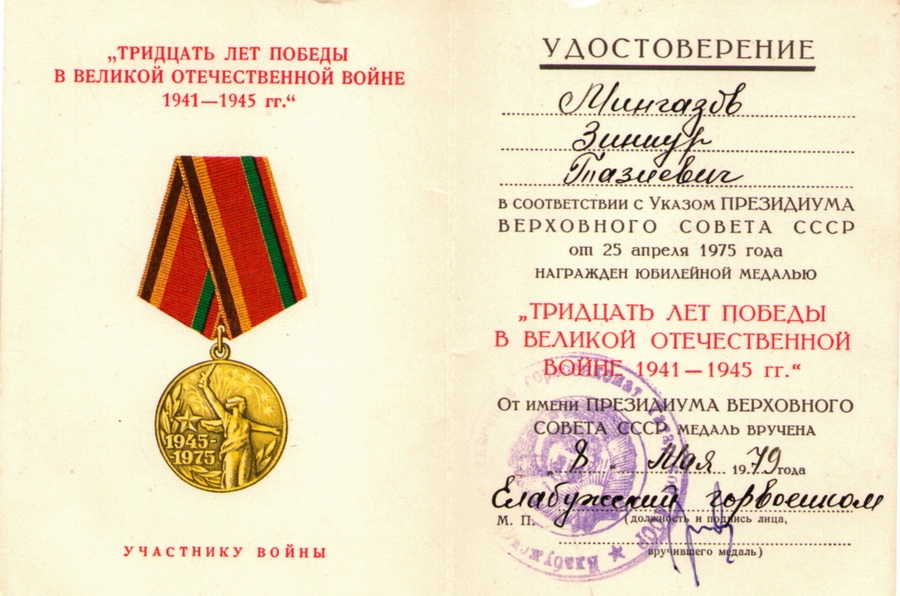 „ТРИДЦАТЬ ЛЕТ ПОБЕДЫ
В ВЕЛИКОЙ ОТЕЧЕСТВЕННОЙ ВОЙНЕ
1941—1945 гг.“
1945-
1975
УЧАСТНИКУ ВОЙНЫ
УДОСТОВЕРЕНИЕ
Мингазов
Зиннур
Тазиевич
в соответствии с Указом ПРЕЗИДИУМА
ВЕРХОВНОГО СОВЕТА СССР
от 25 апреля 1975 года
НАГРАЖДЕН ЮБИЛЕЙНОЙ МЕДАЛЬЮ
„ТРИДЦАТЬ ЛЕТ ПОБЕДЫ
В ВЕЛИКОЙ ОТЕЧЕСТВЕННОЙ
ВОЙНЕ 1941—1945 гг.“
От имени ПРЕЗИДИУМА ВЕРХОВНОГО
СОВЕТА СССР МЕДАЛЬ ВРУЧЕНА
„8“ Мая 1979 года
Елабужский горвоенком
М. П. (должность и подпись лица,
вручившего медаль)